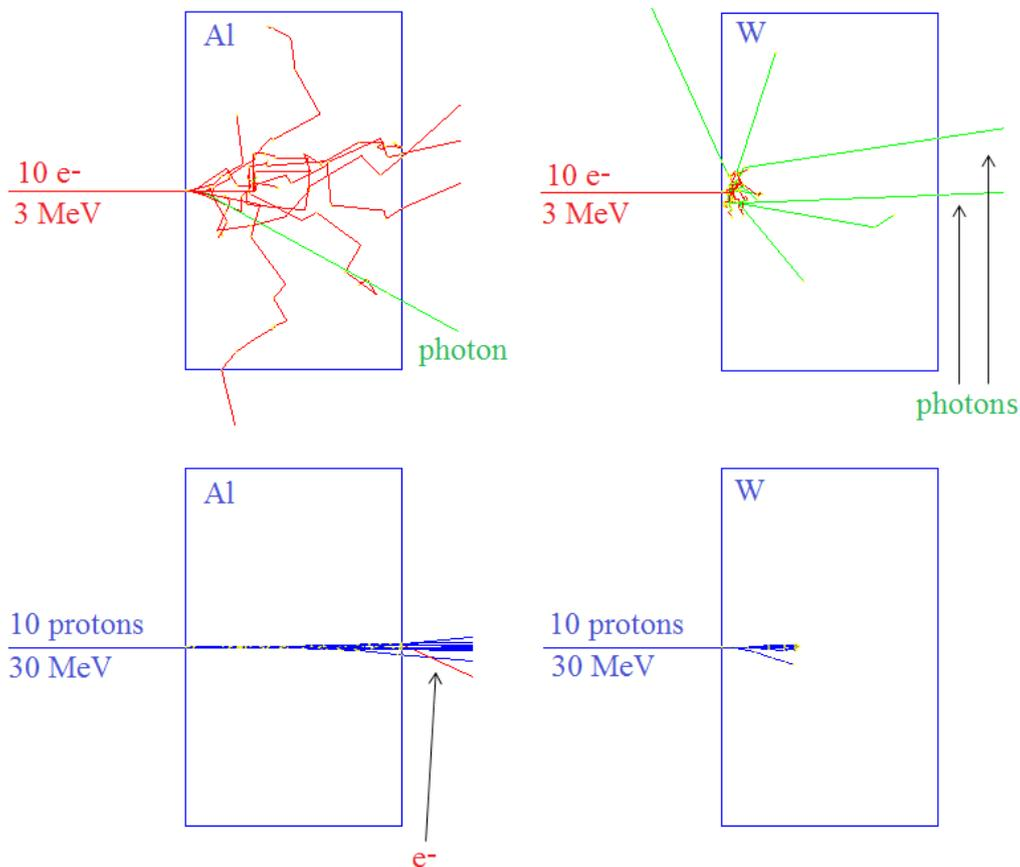 Al
10 e-
3 MeV
photon
W
10 e-
3 MeV
photons
Al
10 protons
30 MeV
e-
W
10 protons
30 MeV